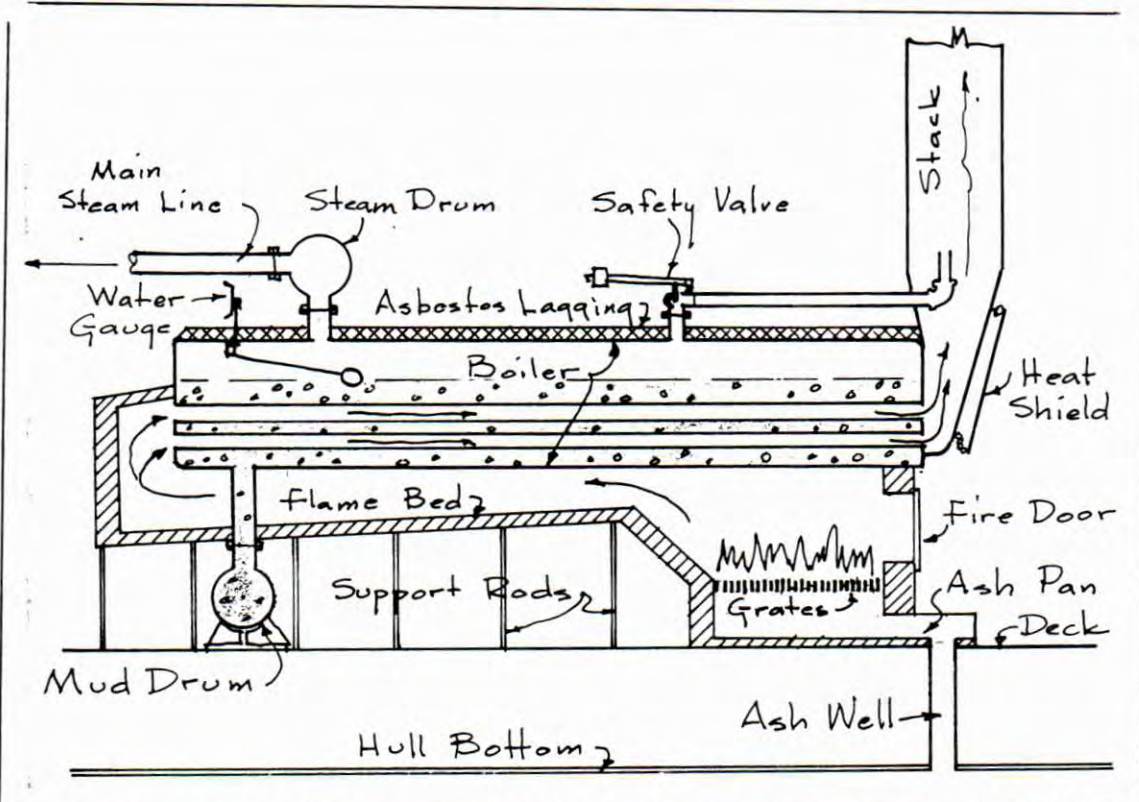 Stack
Main
Steam Line
Steam Drum
Safety Valve
Water
Gauge
Asbostos Lagging
Boiler
Heat
Shield
Flame Bed
Fire Door
Support Rods
Grates
Ash Pan
Deck
Mud Drum
Ash Well
Hull Bottom